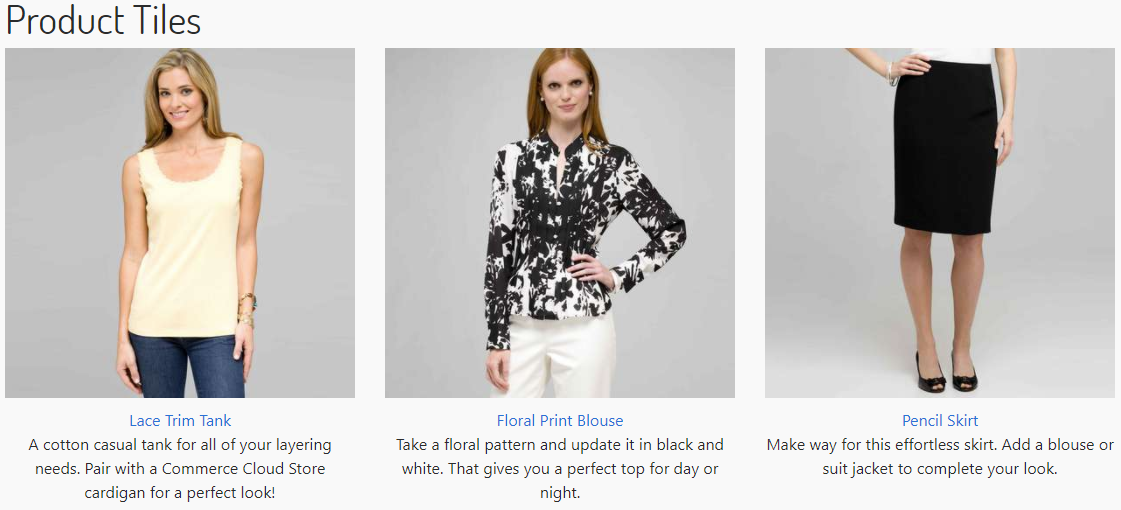 Product Tiles
Lace Trim Tank
A cotton casual tank for all of your layering
needs. Pair with a Commerce Cloud Store
cardigan for a perfect look!
Floral Print Blouse
Take a floral pattern and update it in black and
white. That gives you a perfect top for day or
night.
Pencil Skirt
Make way for this effortless skirt. Add a blouse or
suit jacket to complete your look.